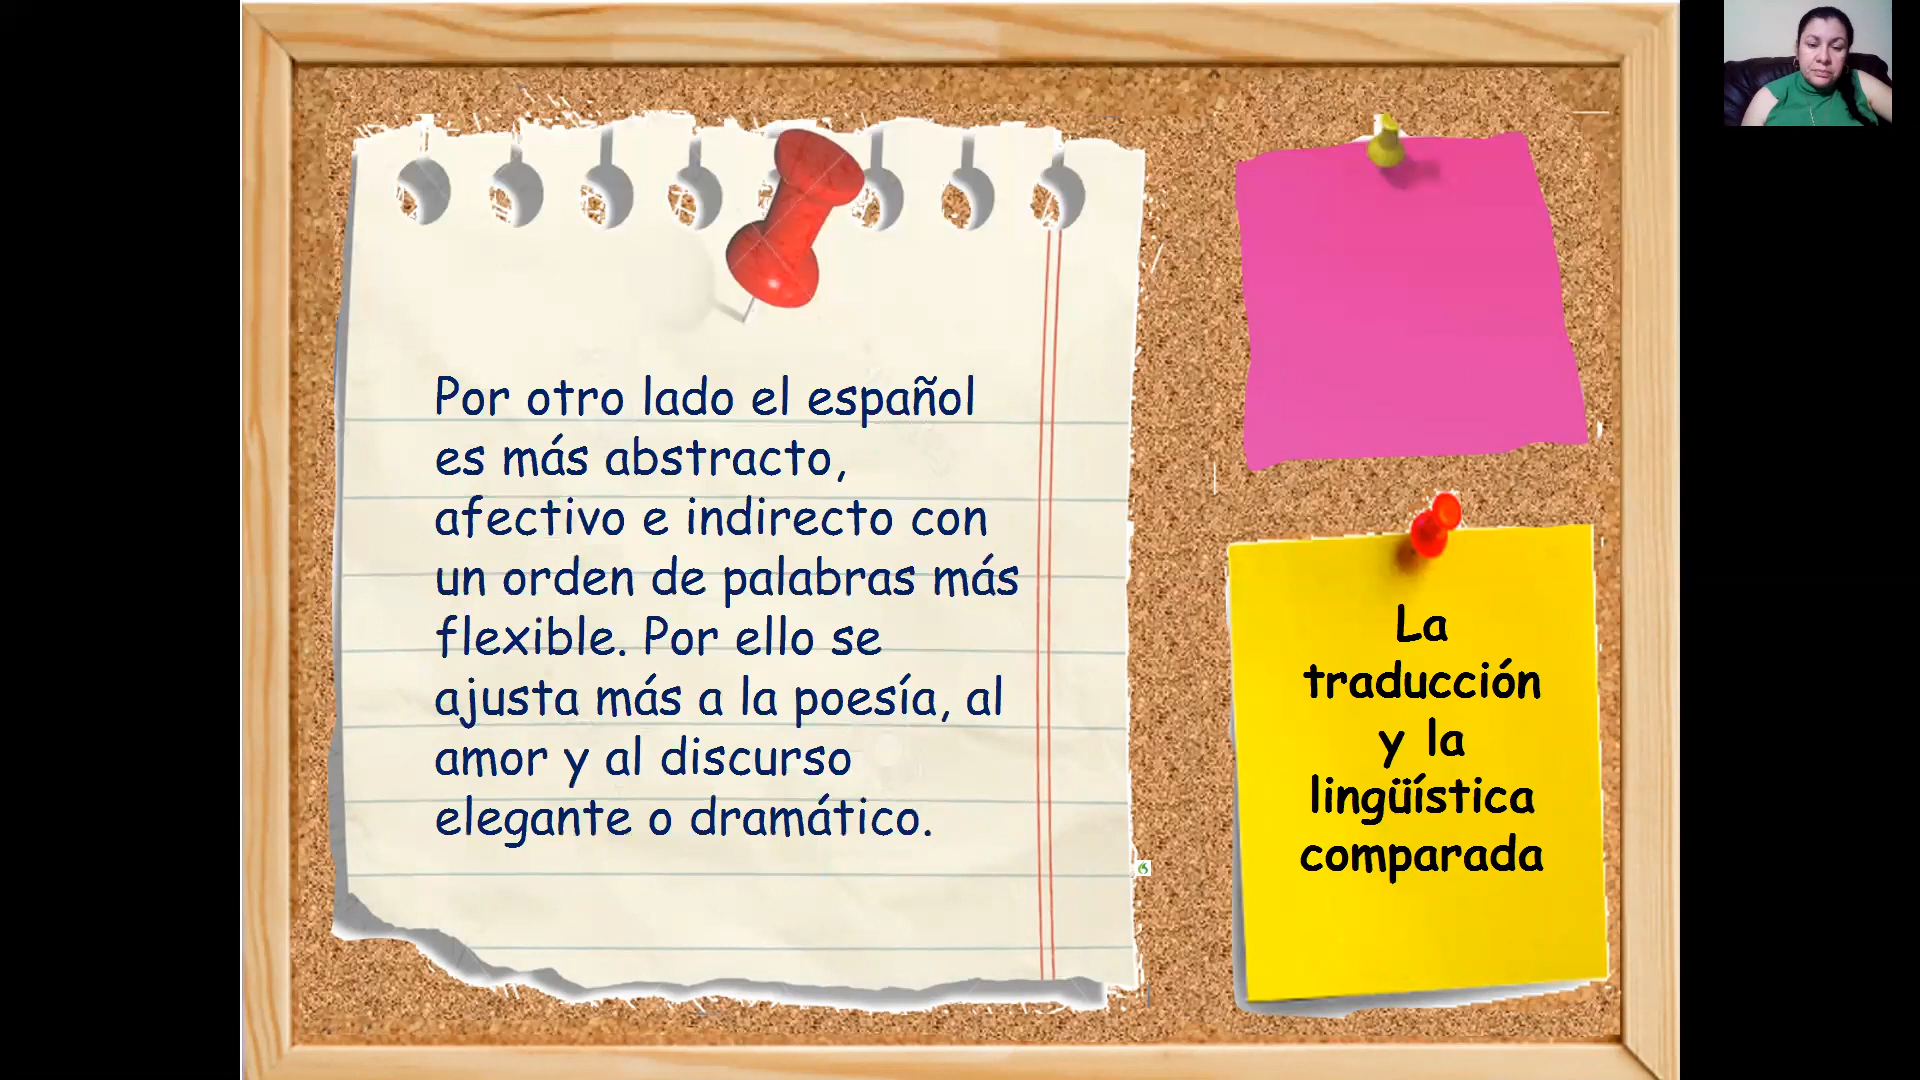 Por otro lado el español
es más abstracto,
afectivo e indirecto con
un orden de palabras más
flexible. Por ello se
ajusta más a la poesía, al
amor y al discurso
elegante o dramático.
La
traducción
y la
lingüística
comparada